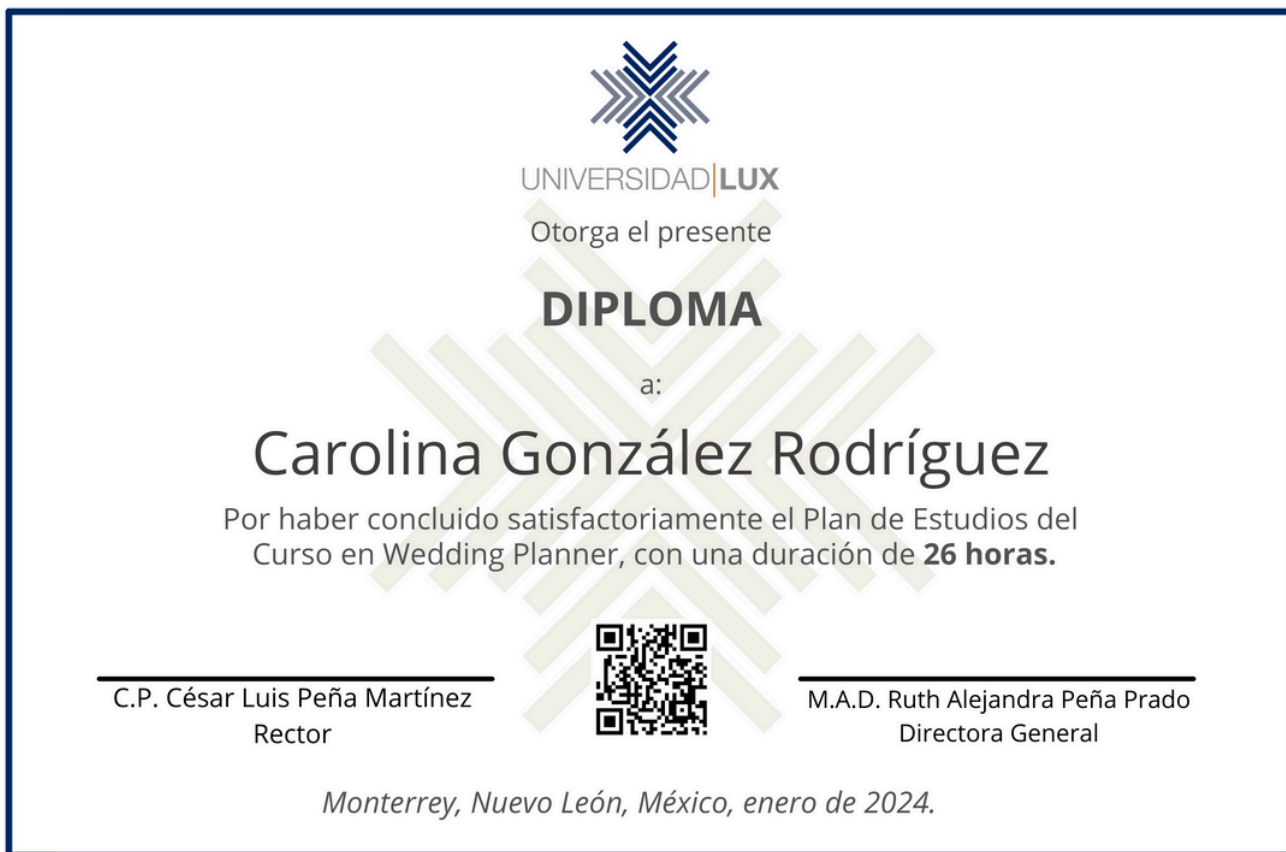 UNIVERSIDAD|LUX
Otorga el presente
DIPLOMA
a:
Carolina González Rodríguez
Por haber concluido satisfactoriamente el Plan de Estudios del
Curso en Wedding Planner, con una duración de 26 horas.
C.P. César Luis Peña Martínez
Rector
M.A.D. Ruth Alejandra Peña Prado
Directora General
Monterrey, Nuevo León, México, enero de 2024.